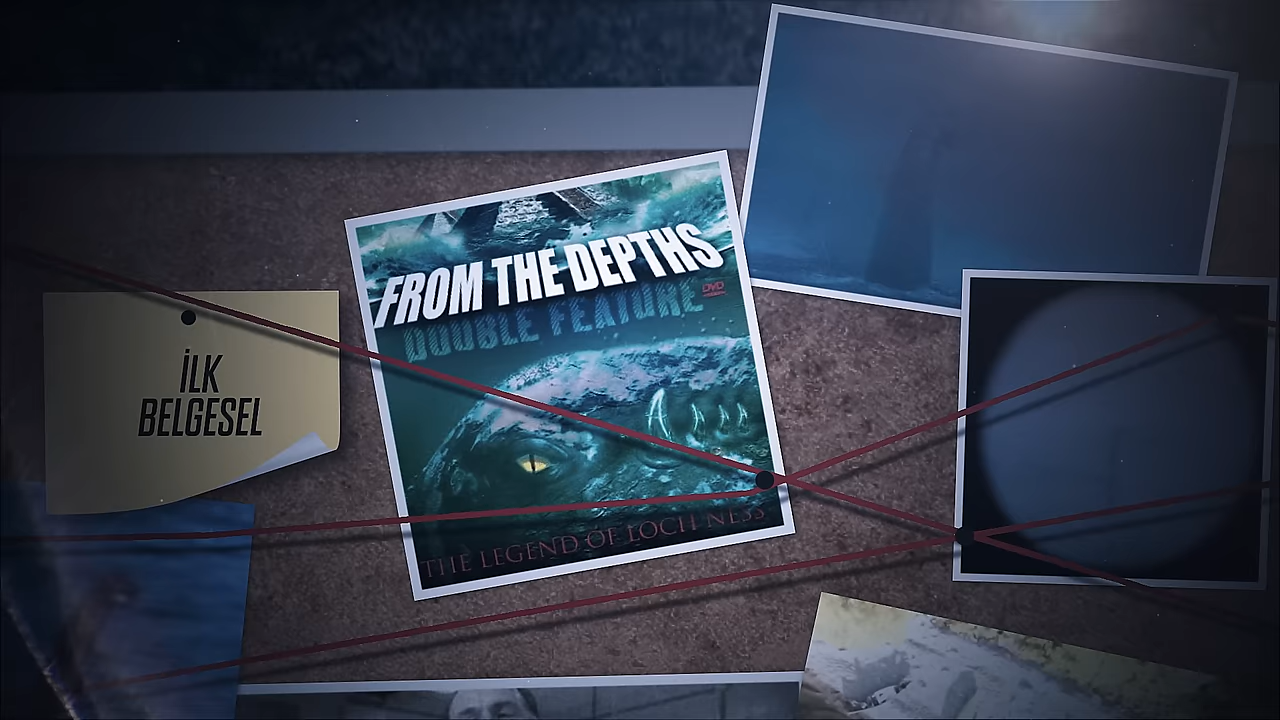 FROM THE DEPTHS
DOUBLE FEATURE
DVD
THE LEGEND OF LOCH NESS
İLK
BELGESEL